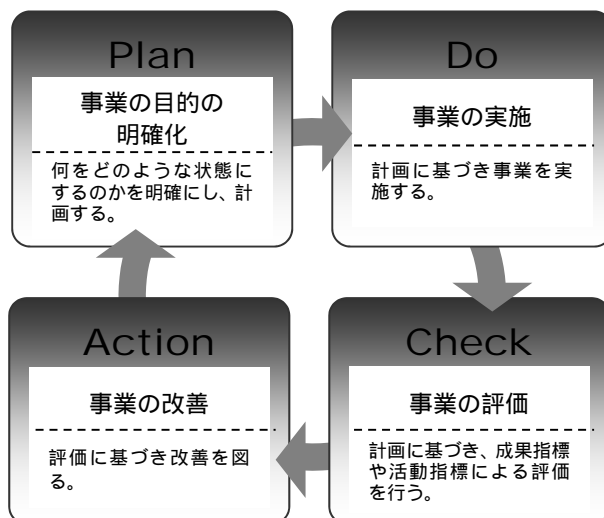 Plan
事業の目的の
明確化
何をどのような状態に
するのかを明確にし、計
画する。
Do
事業の実施
計画に基づき事業を実
施する。
Check
事業の評価
計画に基づき、成果指標
や活動指標による評価
を行う。
Action
事業の改善
評価に基づき改善を図
る。